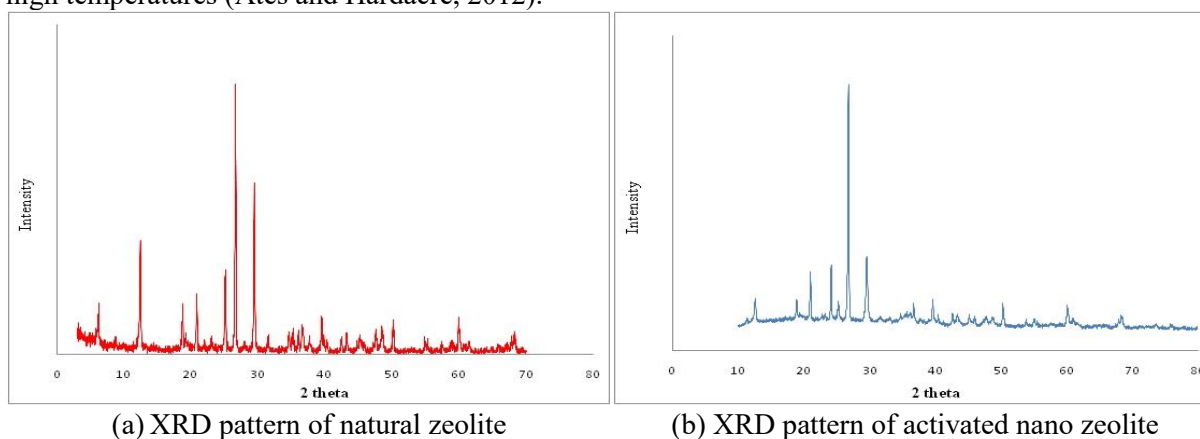 high temperatures (Ates and Hardacre, 2012).
Intensity
0 10 20 30 40 50 60 70 80
2 theta
Intensity
0 10 20 30 40 50 60 70 80
2 theta
(a) XRD pattern of natural zeolite
(b) XRD pattern of activated nano zeolite